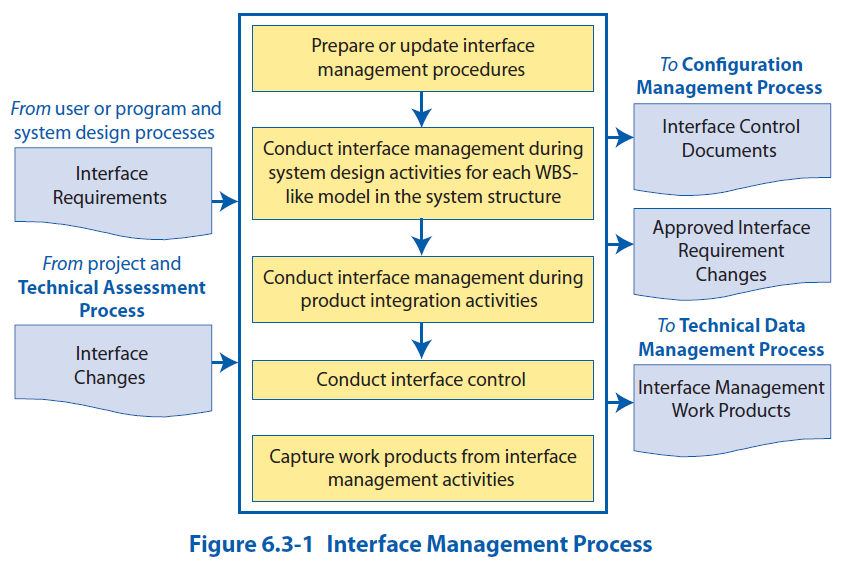 From user or program and
system design processes
Interface
Requirements
From project and
Technical Assessment
Process
Interface
Changes
Prepare or update interface
management procedures
Conduct interface management during
system design activities for each WBS-
like model in the system structure
Conduct interface management during
product integration activities
Conduct interface control
Capture work products from interface
management activities
To Configuration
Management Process
Interface Control
Documents
Approved Interface
Requirement
Changes
To Technical Data
Management Process
Interface Management
Work Products
Figure 6.3-1 Interface Management Process